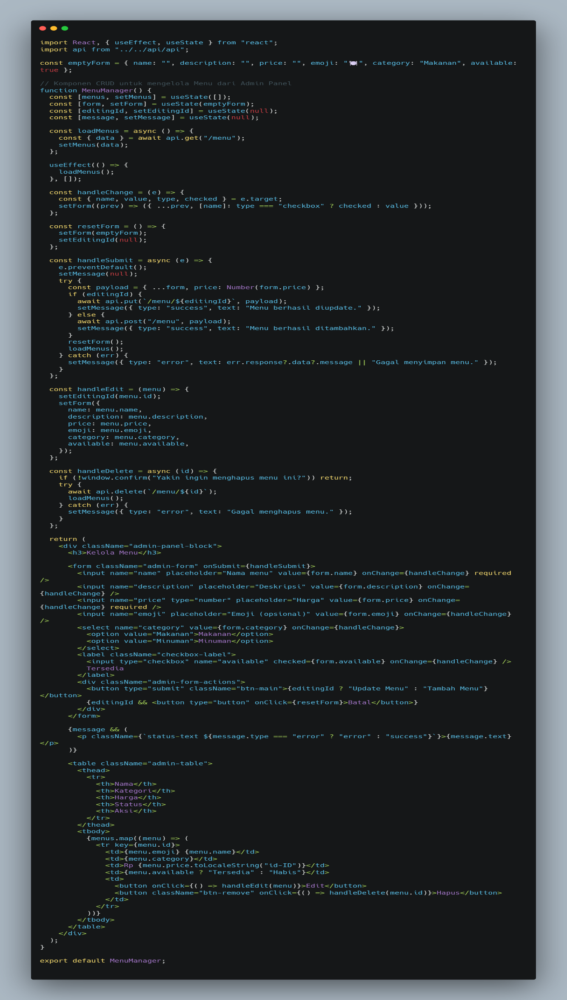 import React, { useEffect, useState } from "react";
import api from "../../api/api";

const emptyForm = { name: "", description: "", price: "", emoji: "🍽️", category: "Makanan", available:
true };

// Komponen CRUD untuk mengelola Menu dari Admin Panel
function MenuManager() {
  const [menus, setMenus] = useState([]);
  const [form, setForm] = useState(emptyForm);
  const [editingId, setEditingId] = useState(null);
  const [message, setMessage] = useState(null);

  const loadMenus = async () => {
    const { data } = await api.get("/menu");
    setMenus(data);
  };

  useEffect(() => {
    loadMenus();
  }, []);

  const handleChange = (e) => {
    const { name, value, type, checked } = e.target;
    setForm((prev) => ({ ...prev, [name]: type === "checkbox" ? checked : value }));
  };

  const resetForm = () => {
    setForm(emptyForm);
    setEditingId(null);
  };

  const handleSubmit = async (e) => {
    e.preventDefault();
    setMessage(null);
    try {
      const payload = { ...form, price: Number(form.price) };
      if (editingId) {
        await api.put(`/menu/${editingId}`, payload);
        setMessage({ type: "success", text: "Menu berhasil diupdate." });
      } else {
        await api.post("/menu", payload);
        setMessage({ type: "success", text: "Menu berhasil ditambahkan." });
      }
      resetForm();
      loadMenus();
    } catch (err) {
      setMessage({ type: "error", text: err.response?.data?.message || "Gagal menyimpan menu." });
    }
  };

  const handleEdit = (menu) => {
    setEditingId(menu.id);
    setForm({
      name: menu.name,
      description: menu.description,
      price: menu.price,
      emoji: menu.emoji,
      category: menu.category,
      available: menu.available,
    });
  };

  const handleDelete = async (id) => {
    if (!window.confirm("Yakin ingin menghapus menu ini?")) return;
    try {
      await api.delete(`/menu/${id}`);
      loadMenus();
    } catch (err) {
      setMessage({ type: "error", text: "Gagal menghapus menu." });
    }
  };

  return (
    <div className="admin-panel-block">
      <h3>Kelola Menu</h3>

      <form className="admin-form" onSubmit={handleSubmit}>
        <input name="name" placeholder="Nama menu" value={form.name} onChange={handleChange} required
/>
        <input name="description" placeholder="Deskripsi" value={form.description} onChange=
{handleChange} />
        <input name="price" type="number" placeholder="Harga" value={form.price} onChange=
{handleChange} required />
        <input name="emoji" placeholder="Emoji (opsional)" value={form.emoji} onChange={handleChange}
/>
        <select name="category" value={form.category} onChange={handleChange}>
          <option value="Makanan">Makanan</option>
          <option value="Minuman">Minuman</option>
        </select>
        <label className="checkbox-label">
          <input type="checkbox" name="available" checked={form.available} onChange={handleChange} />
          Tersedia
        </label>
        <div className="admin-form-actions">
          <button type="submit" className="btn-main">{editingId ? "Update Menu" : "Tambah Menu"}
</button>
          {editingId && <button type="button" onClick={resetForm}>Batal</button>}
        </div>
      </form>

      {message && (
        <p className={`status-text ${message.type === "error" ? "error" : "success"}`}>{message.text}
</p>
      )}

      <table className="admin-table">
        <thead>
          <tr>
            <th>Nama</th>
            <th>Kategori</th>
            <th>Harga</th>
            <th>Status</th>
            <th>Aksi</th>
          </tr>
        </thead>
        <tbody>
          {menus.map((menu) => (
            <tr key={menu.id}>
              <td>{menu.emoji} {menu.name}</td>
              <td>{menu.category}</td>
              <td>Rp {menu.price.toLocaleString("id-ID")}</td>
              <td>{menu.available ? "Tersedia" : "Habis"}</td>
              <td>
                <button onClick={() => handleEdit(menu)}>Edit</button>
                <button className="btn-remove" onClick={() => handleDelete(menu.id)}>Hapus</button>
              </td>
            </tr>
          ))}
        </tbody>
      </table>
    </div>
  );
}

export default MenuManager;